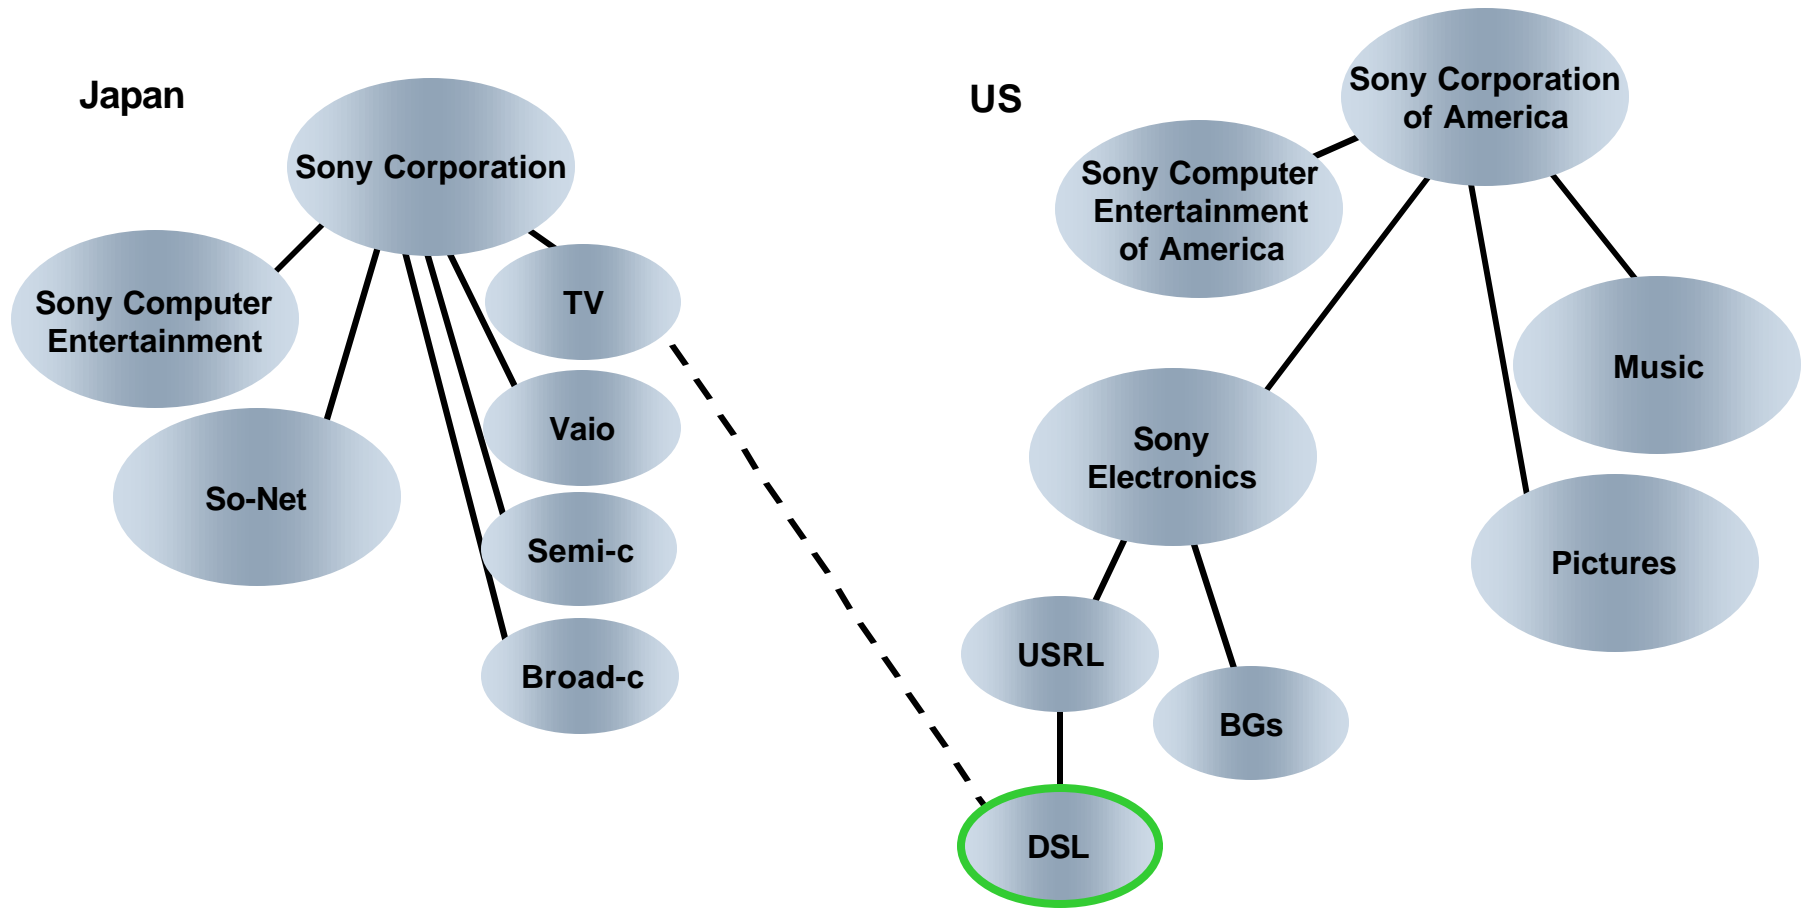 Japan
Sony Corporation
Sony Computer
Entertainment
So-Net
TV
Vaio
Semi-c
Broad-c
US
Sony Corporation
of America
Sony Computer
Entertainment
of America
Music
Sony
Electronics
Pictures
USRL
BGs
DSL